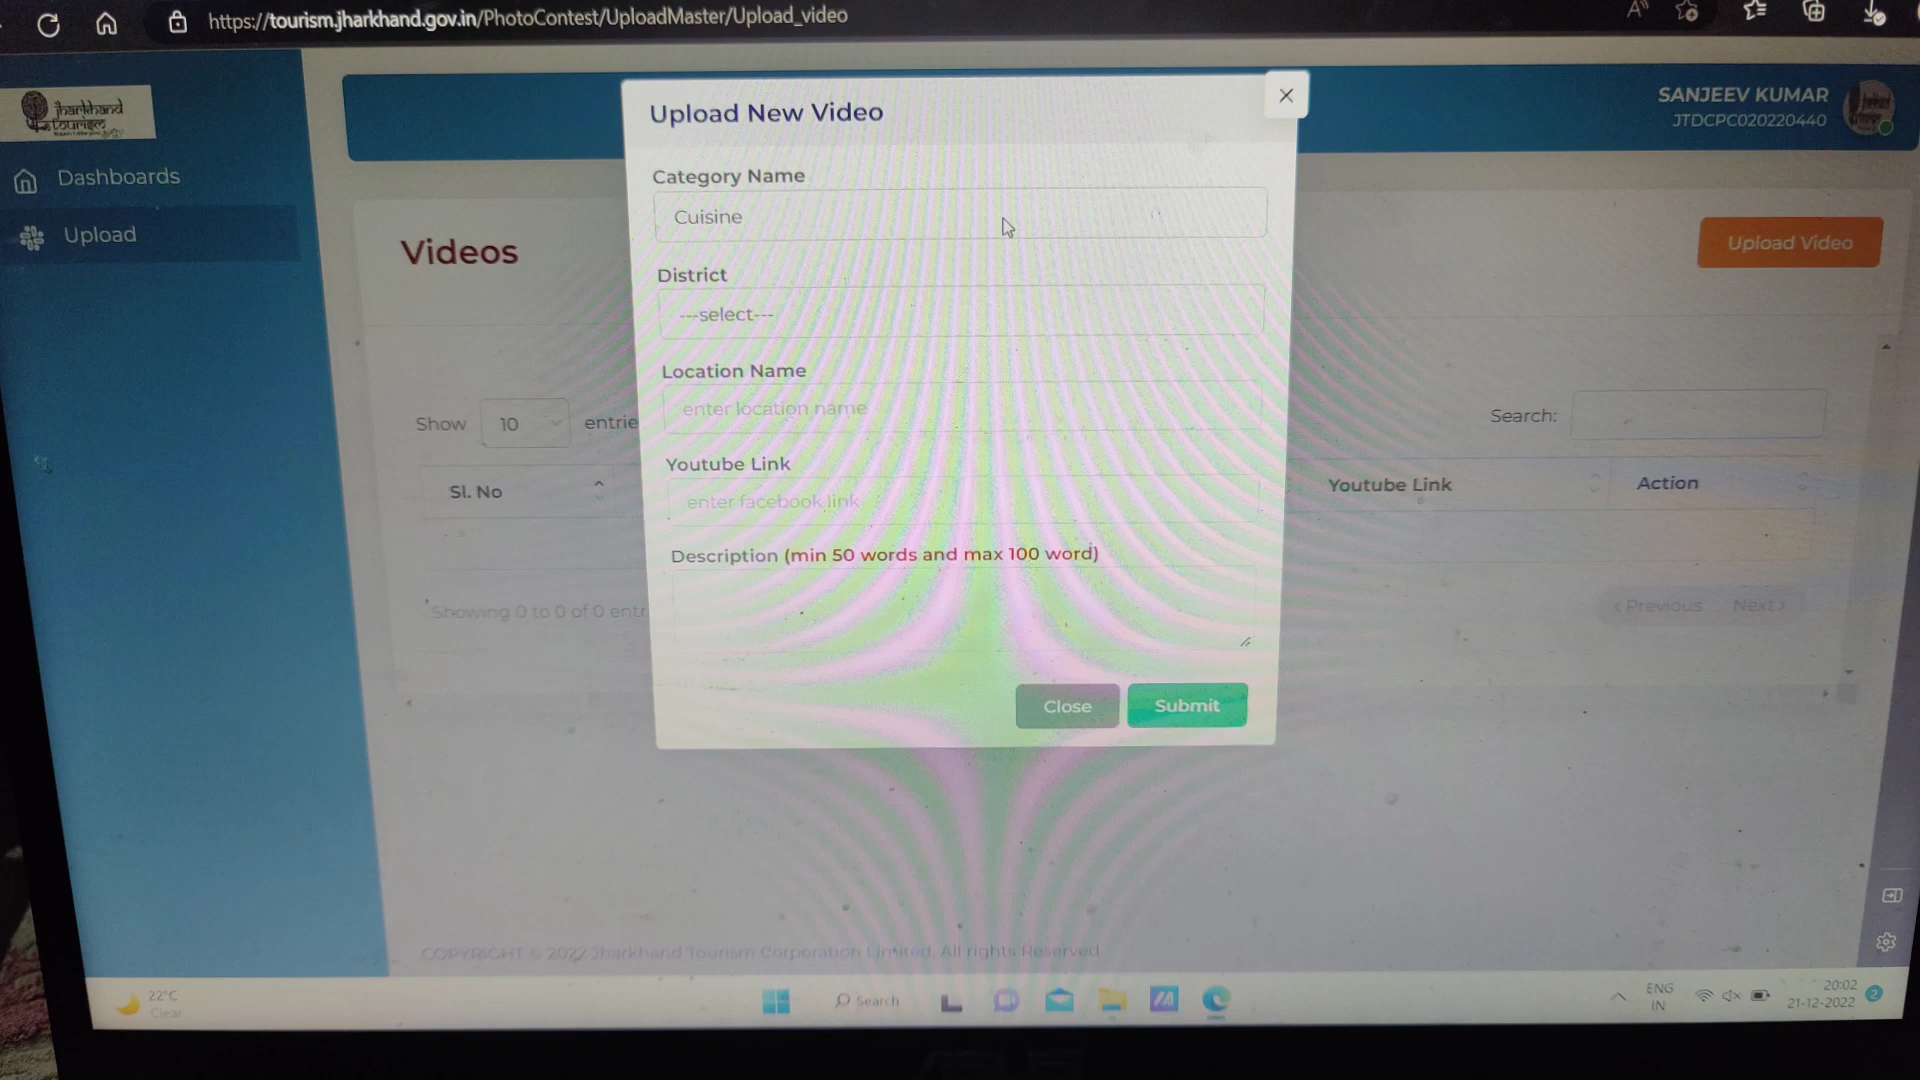 https://tourism.jharkhand.gov.in/PhotoContest/UploadMaster/Upload_video
jharkhand
tourism
SANJEEV KUMAR
JTDCPC020220440
Dashboards
Upload
Videos
Upload Video
Upload New Video
Category Name
Cuisine
District
---select---
Location Name
enter location name
Youtube Link
enter facebook link
Description (min 50 words and max 100 word)
Close
Submit
Show 10 entrie
Search:
Sl. No
Youtube Link
Action
Showing 0 to 0 of 0 entr
Previous
Next
COPYRIGHT © 2022 Jharkhand Tourism Corporation Limited, All rights Reserved
22°C
Clear
Search
ENG
IN
20:02
21-12-2022
2